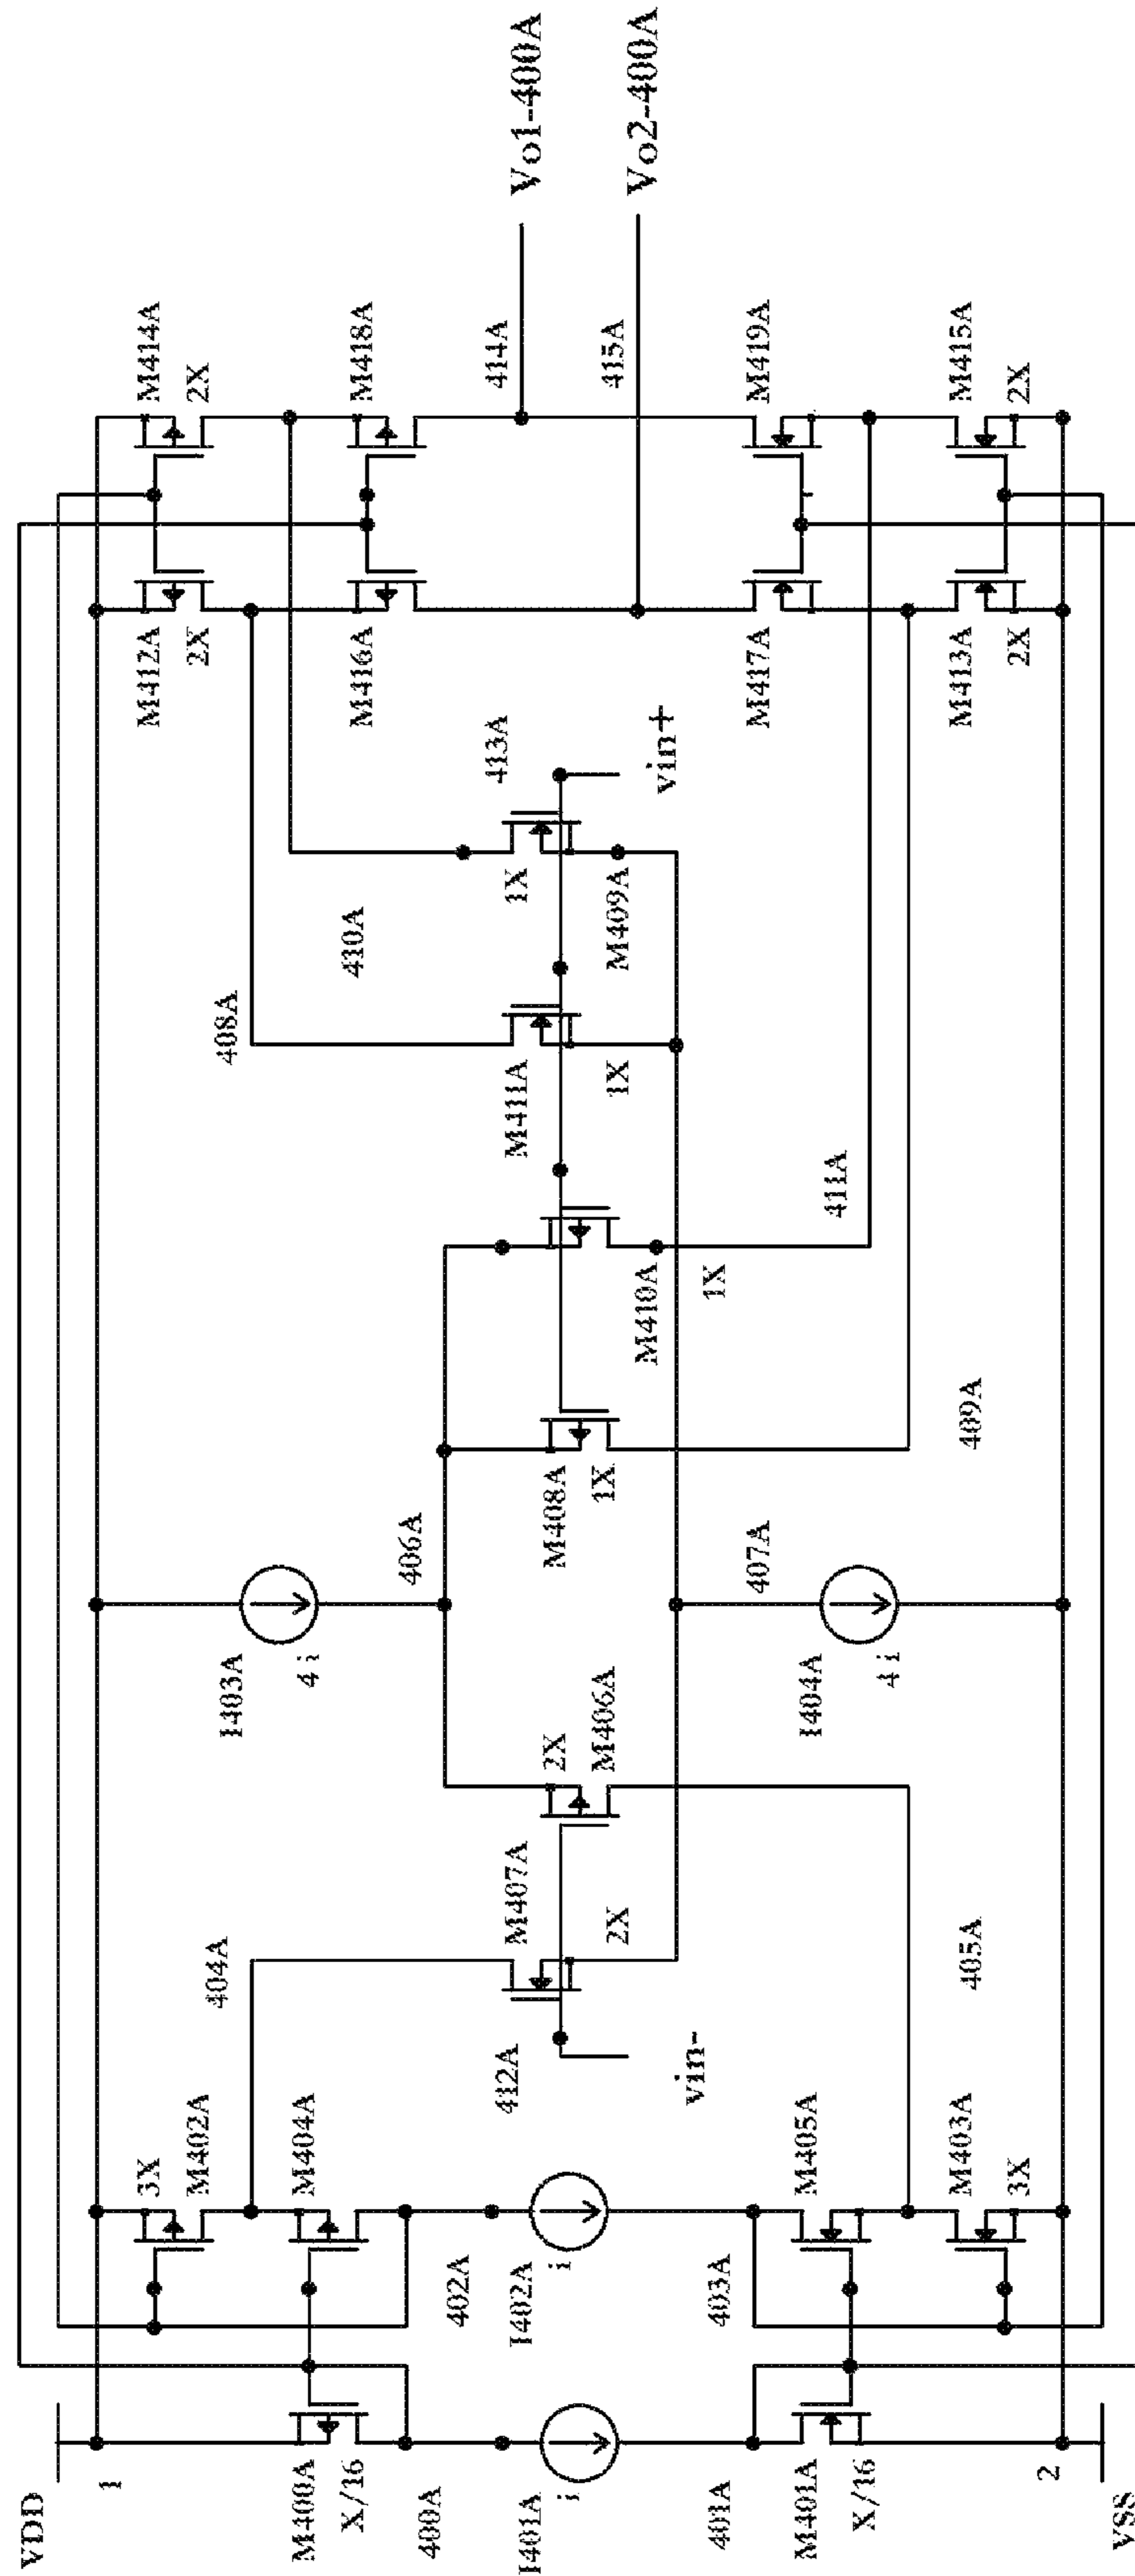 VDD
1
M400A
X/16
400A
I401A
i
401A
M401A
X/16
2
VSS
3X
M402A
M404A
402A
I402A
i
403A
M405A
M403A
3X
404A
412A
vin-
M407A
2X
405A
2X
M406A
I403A
4 i
I404A
4 i
406A
407A
M408A
1X
409A
M410A
1X
411A
408A
M411A
1X
410A
1X
M409A
413A
vin+
M412A
2X
M416A
M417A
M413A
2X
M414A
2X
M418A
414A
415A
M419A
M415A
2X
Vo1-400A
Vo2-400A